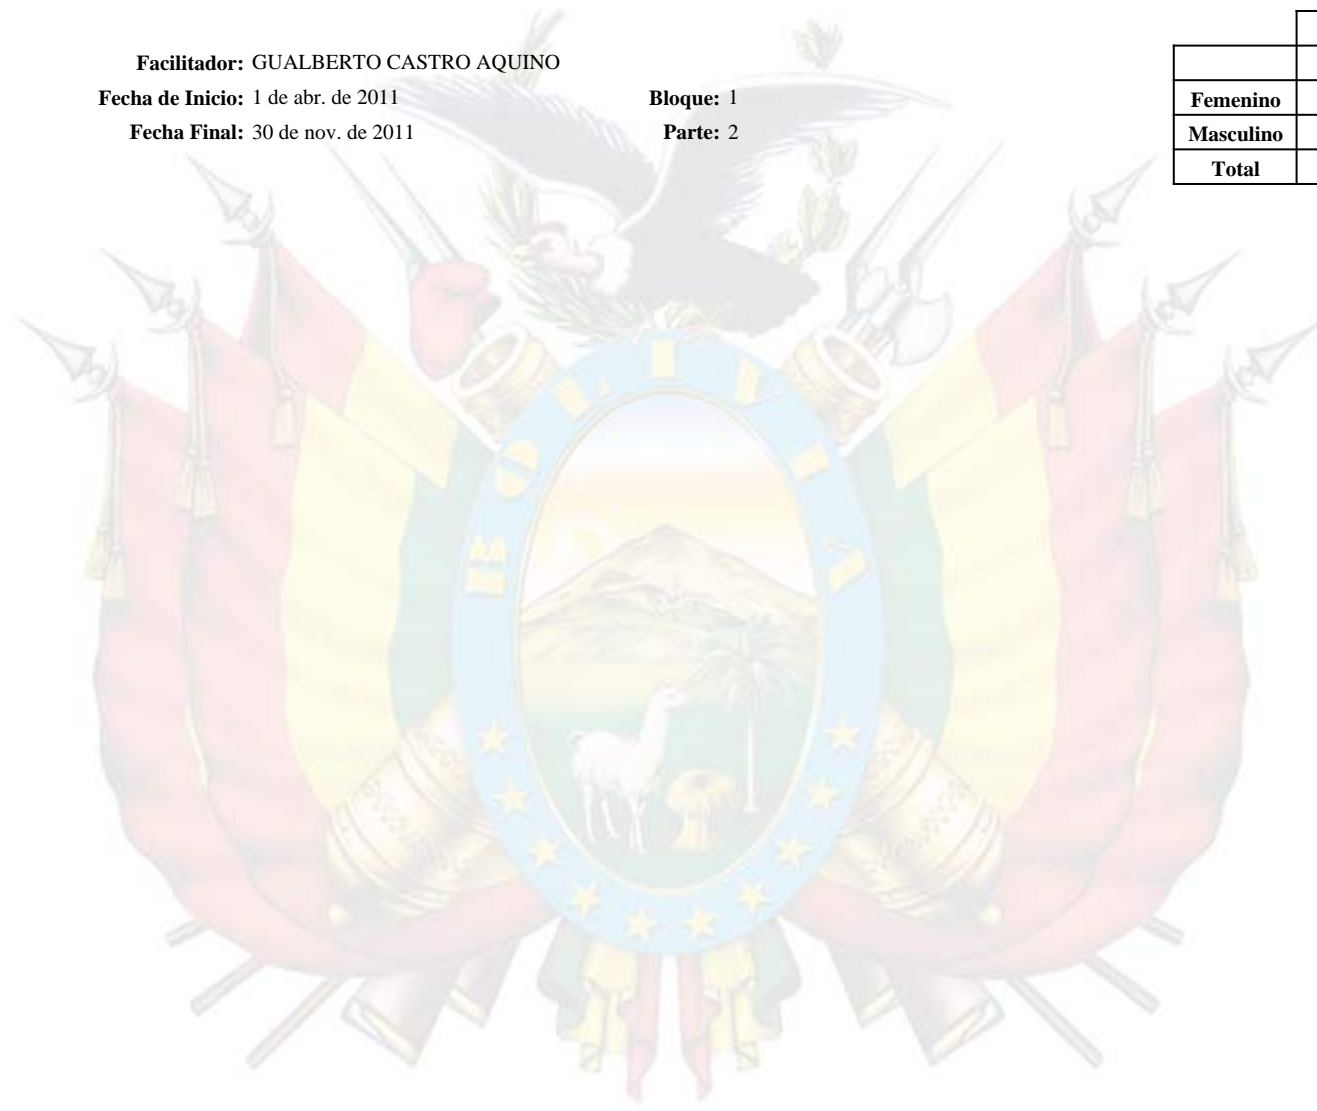 Facilitador: GUALBERTO CASTRO AQUINO
Fecha de Inicio: 1 de abr. de 2011 Bloque: 1
Fecha Final: 30 de nov. de 2011 Parte: 2
Femenino
Masculino
Total
BOLIVIA